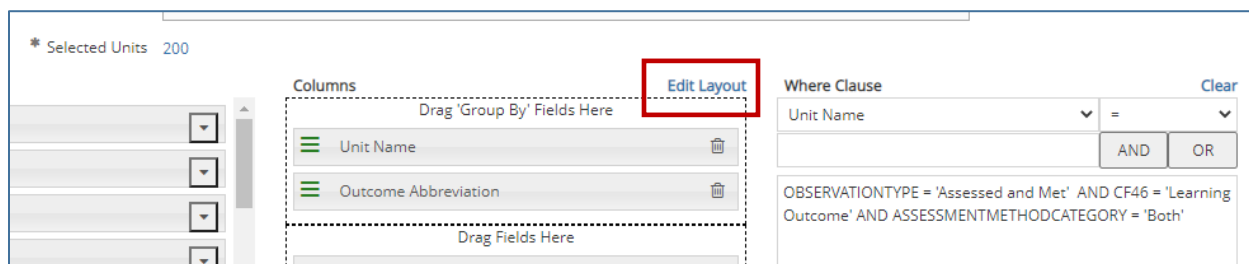 * Selected Units 200
Columns
Edit Layout
Drag 'Group By' Fields Here
Unit Name
Outcome Abbreviation
Drag Fields Here
Where Clause
Clear
Unit Name
=
AND
OR
OBSERVATIONTYPE = 'Assessed and Met' AND CF46 = 'Learning
Outcome' AND ASSESSMENTMETHODCATEGORY = 'Both'